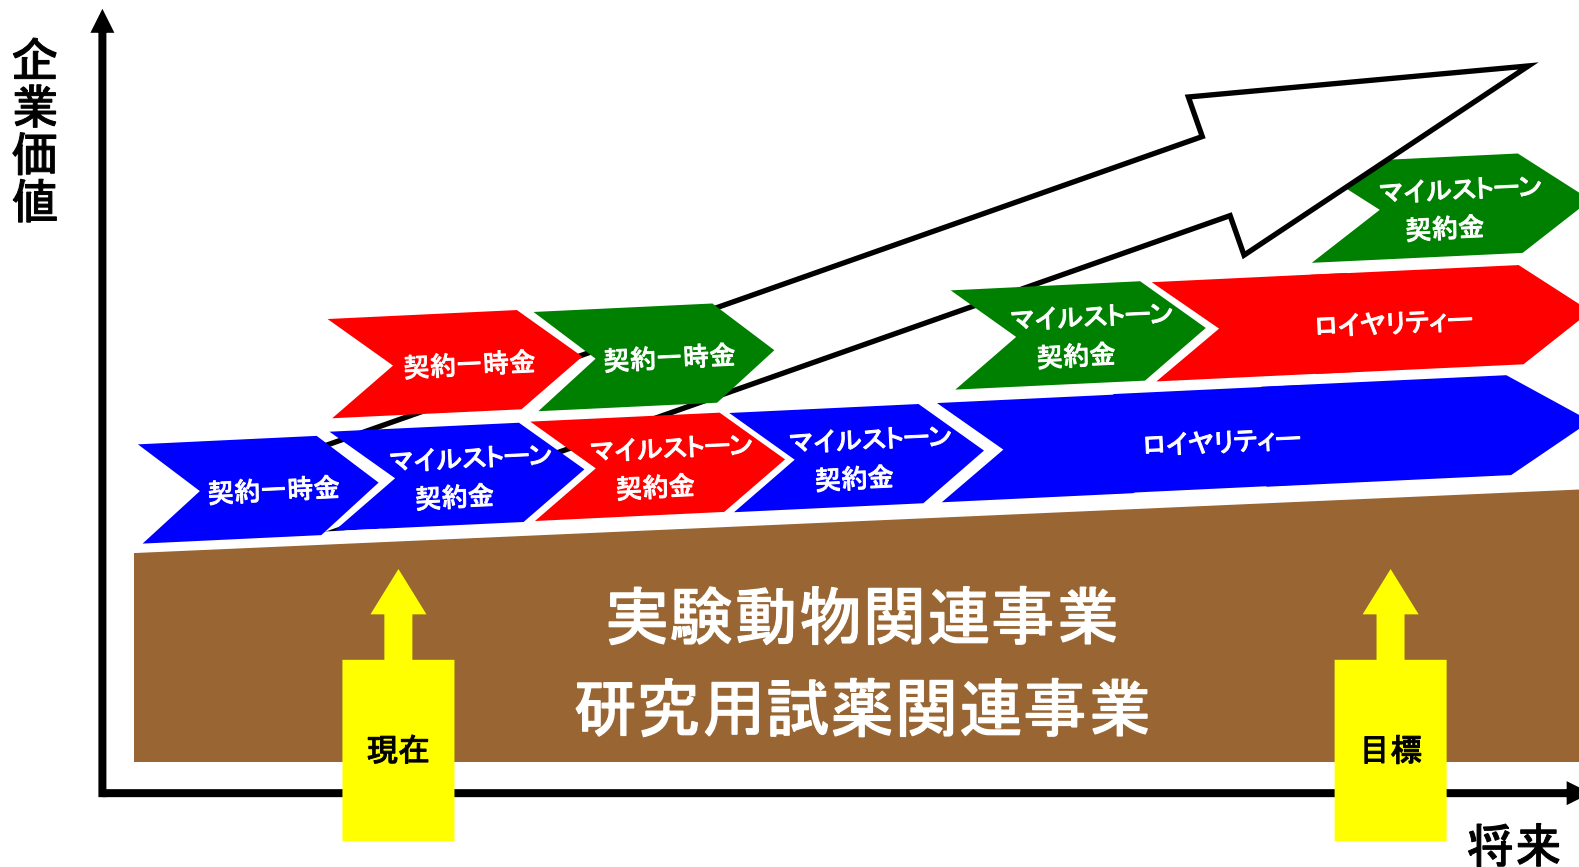 企業価値
マイルストーン
契約金
マイルストーン
契約金
ロイヤリティー
契約一時金
契約一時金
契約一時金
マイルストーン
契約金
マイルストーン
契約金
マイルストーン
契約金
ロイヤリティー
実験動物関連事業
研究用試薬関連事業
現在
目標
将来